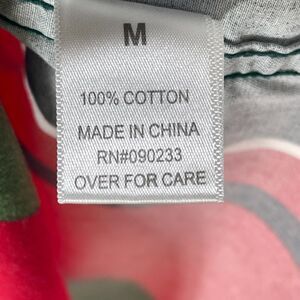 M
100% COTTON
MADE IN CHINA
RN#090233
OVER FOR CARE